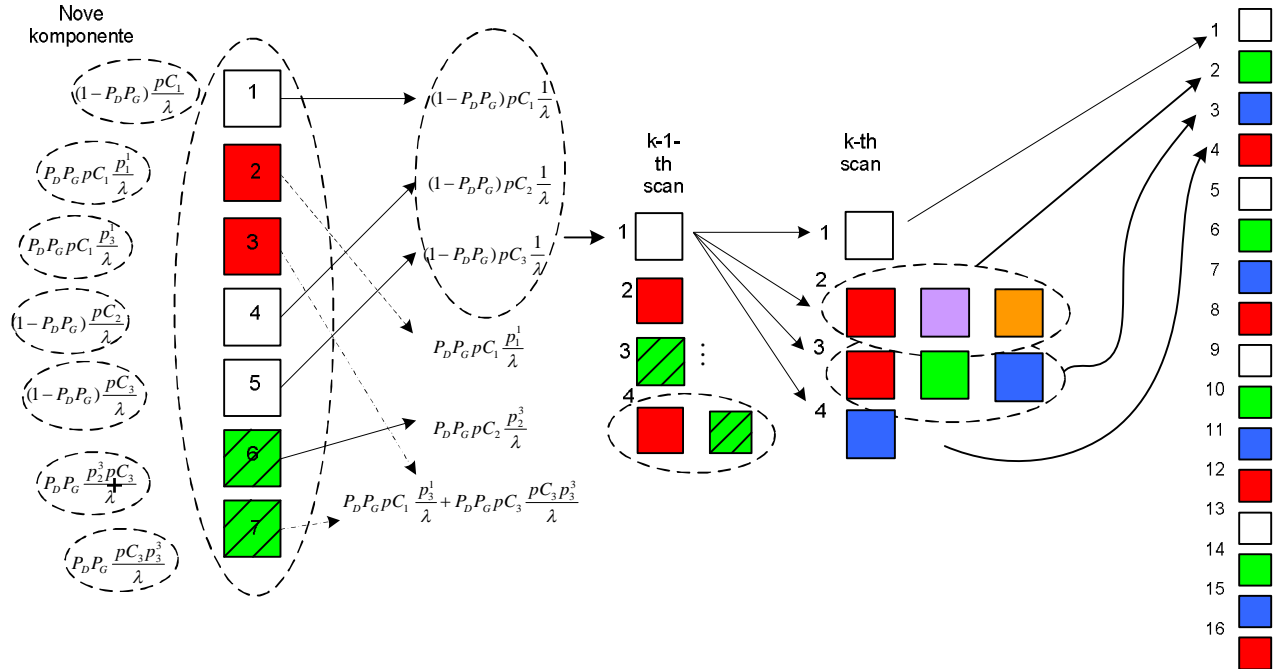 Nove
komponente
(1−P_D P_G) pC_1/λ
P_D P_G pC_1 p_1^1/λ
P_D P_G pC_1 p_3^1/λ
(1−P_D P_G) pC_2/λ
(1−P_D P_G) pC_3/λ
P_D P_G p_2^3 pC_3/λ
+
P_D P_G pC_3 p_3^3/λ
1
2
3
4
5
6
7
(1−P_D P_G) pC_1 1/λ
(1−P_D P_G) pC_2 1/λ
(1−P_D P_G) pC_3 1/λ
P_D P_G pC_1 p_1^1/λ
P_D P_G pC_2 p_2^3/λ
P_D P_G pC_1 p_3^1/λ + P_D P_G pC_3 pC_3 p_3^3/λ
k-1-
th
scan
1
2
3
⋮
4
k-th
scan
1
2
3
4
1
2
3
4
5
6
7
8
9
10
11
12
13
14
15
16